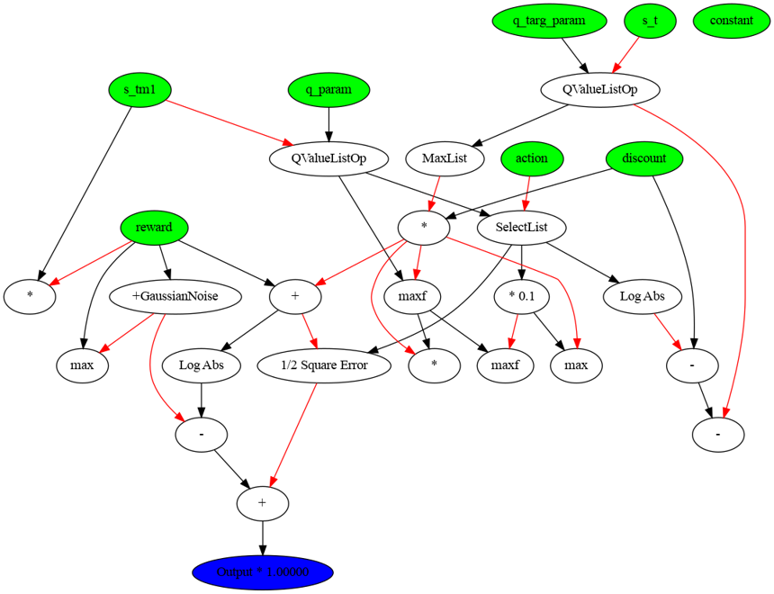 q_targ_param
s_t
constant
s_tm1
q_param
QValueListOp
QValueListOp
MaxList
action
discount
reward
*
SelectList
*
+GaussianNoise
+
maxf
* 0.1
Log Abs
max
Log Abs
1/2 Square Error
*
maxf
max
-
-
-
+
Output * 1.00000